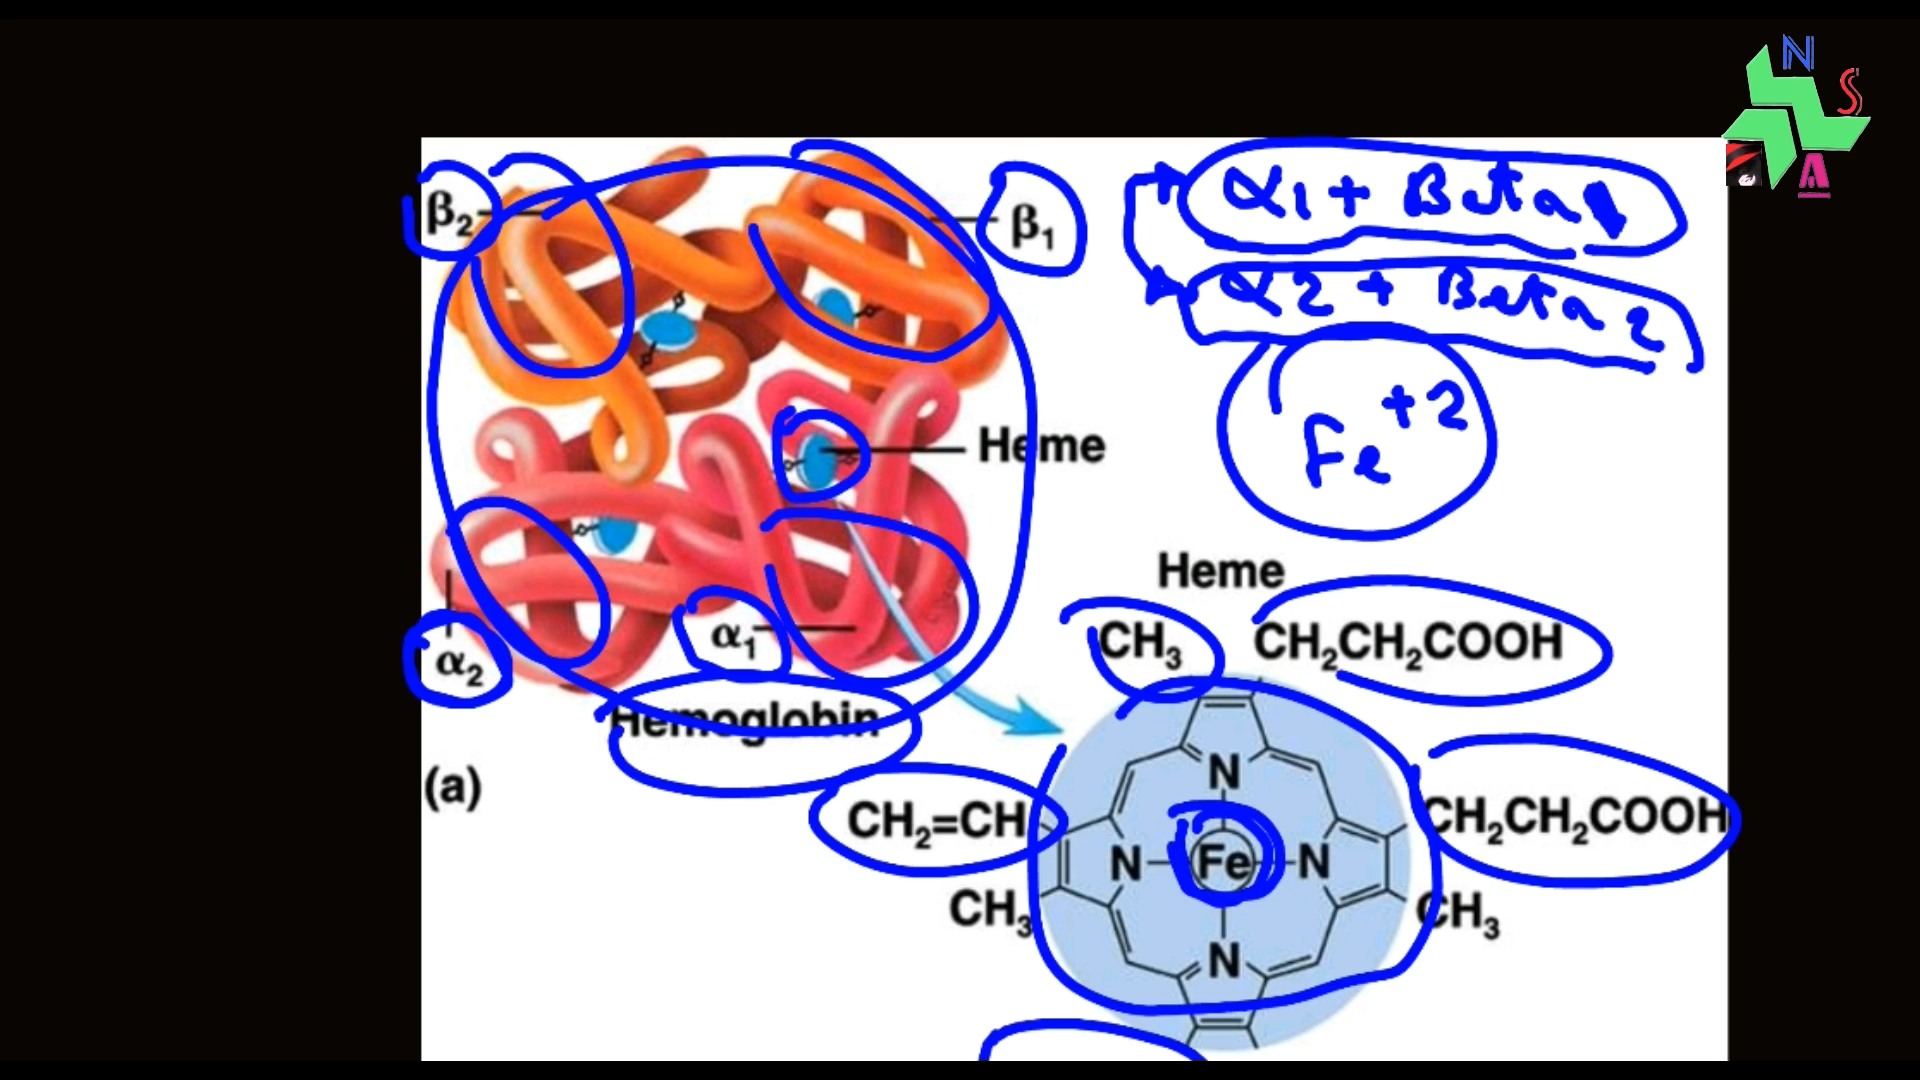 N
S
A
β2
β1
α1 + Beta 1
α2 + Beta 2
Fe+2
Heme
Heme
α2
α1
CH3
CH2CH2COOH
Hemoglobin
(a)
CH2=CH
CH2CH2COOH
N
N
Fe
N
CH3
CH3
N